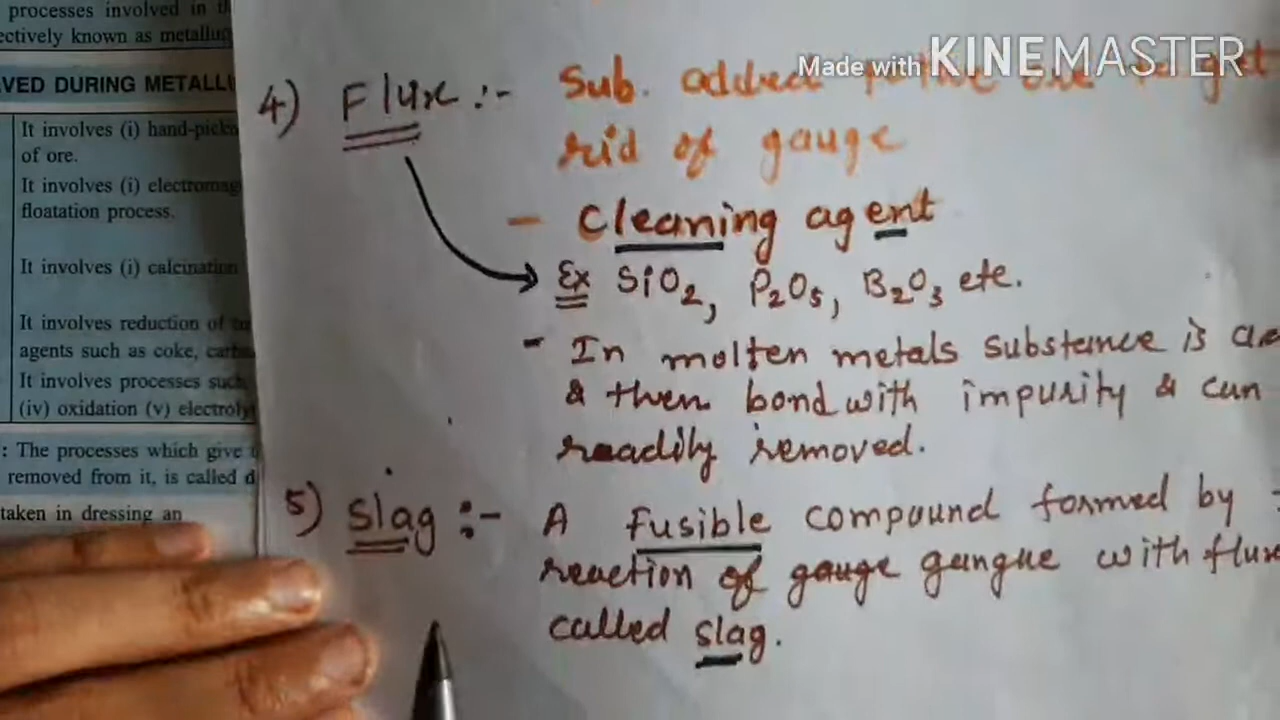 processes involved in th
ectively known as metallur
VED DURING METALLU
It involves (i) hand-picki
of ore.
It involves (i) electromag
floatation process.
It involves (i) calcination
It involves reduction of
agents such as coke, carb
It involves processes such
(iv) oxidation (v) electroly
: The processes which give
removed from it, is called d
taken in dressing an
Made with KINEMASTER
4) Flux :- Sub. added
rid of gauge
- Cleaning agent
Ex SiO2, P2O5, B2O3 etc.
- In molten metals substance is
& then bond with impurity & can
readily removed.
5) Slag :- A Fusible compound formed by
reaction of gauge gangue with flux
called slag.